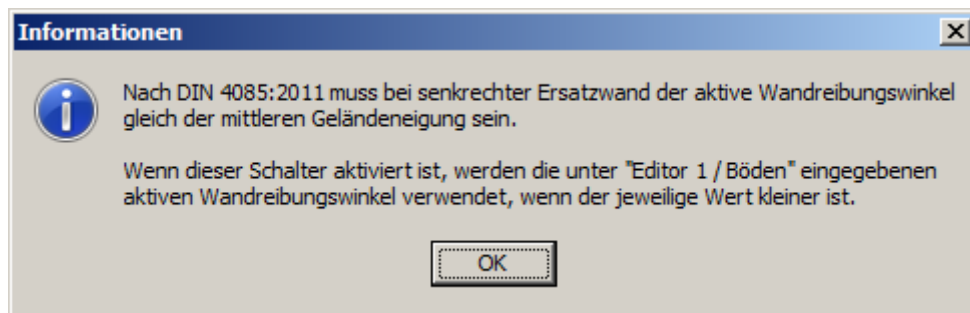 Informationen
Nach DIN 4085:2011 muss bei senkrechter Ersatzwand der aktive Wandreibungswinkel
gleich der mittleren Geländeneigung sein.
Wenn dieser Schalter aktiviert ist, werden die unter "Editor 1 / Böden" eingegebenen
aktiven Wandreibungswinkel verwendet, wenn der jeweilige Wert kleiner ist.
OK